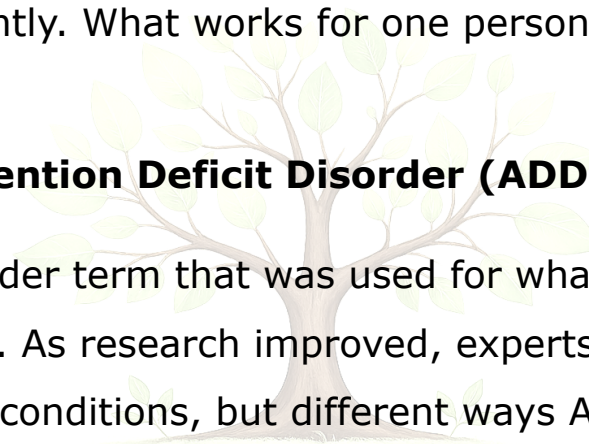 ntly. What works for one person
ention Deficit Disorder (ADD
der term that was used for wha
. As research improved, experts
conditions, but different ways A